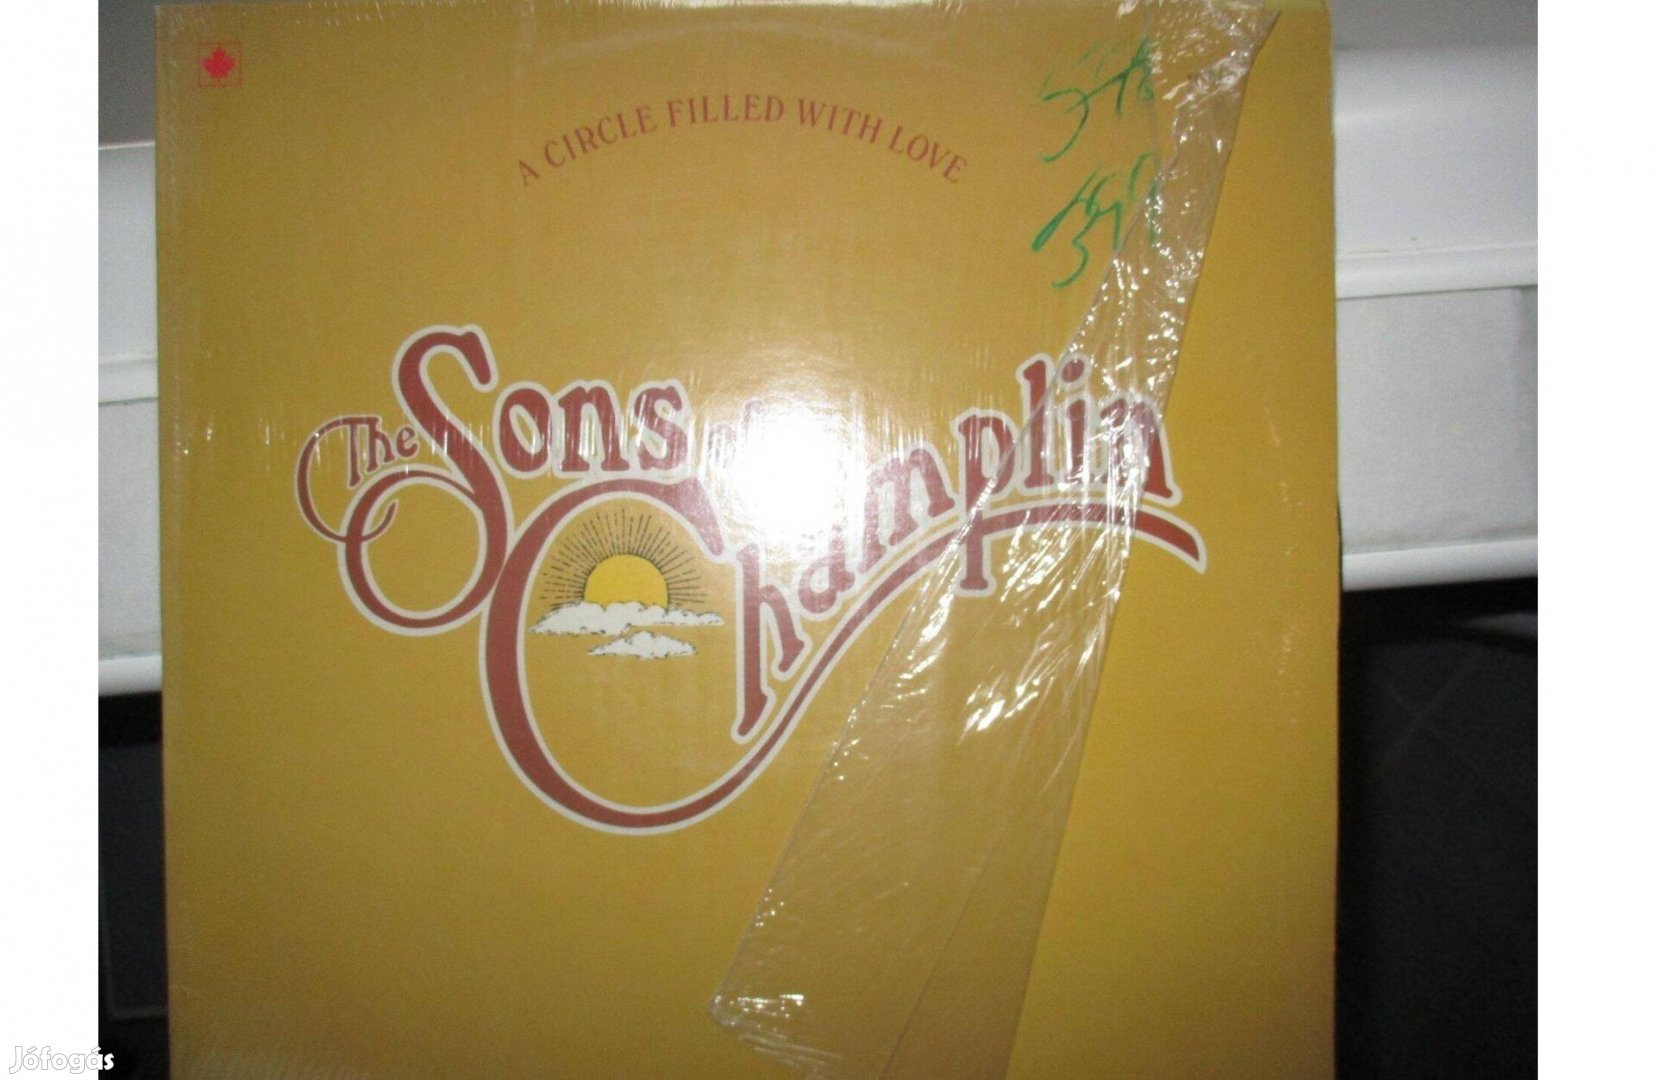 A CIRCLE FILLED WITH LOVE
The Sons of
Champlin
Jófogás